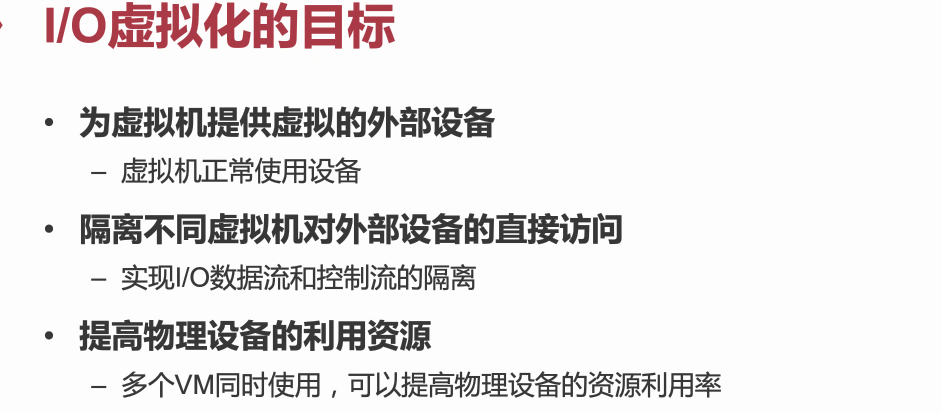 I/O虚拟化的目标
• 为虚拟机提供虚拟的外部设备
– 虚拟机正常使用设备
• 隔离不同虚拟机对外部设备的直接访问
– 实现I/O数据流和控制流的隔离
• 提高物理设备的利用资源
– 多个VM同时使用，可以提高物理设备的资源利用率